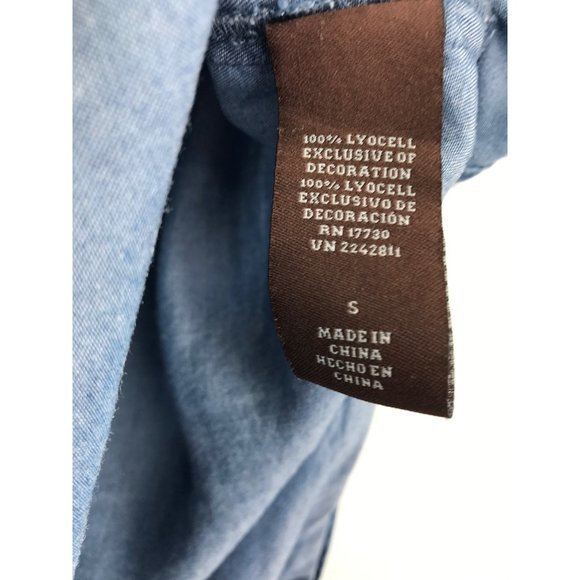 100% LYOCELL
EXCLUSIVE OF
DECORATION
100% LYOCELL
EXCLUSIVO DE
DECORACIÓN
RN 17730
VN 2242811
S
MADE IN
CHINA
HECHO EN
CHINA